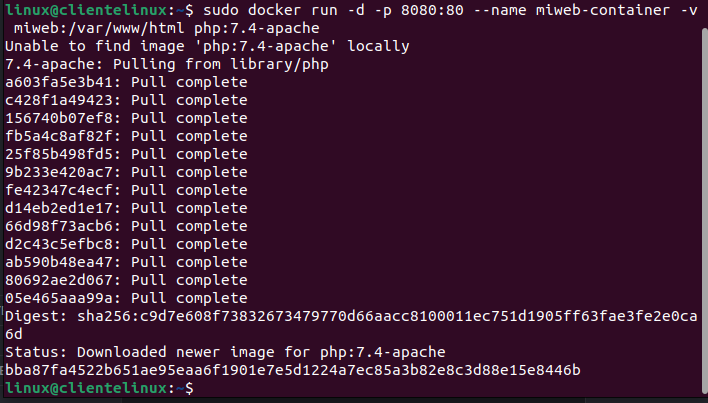 linux@clientelinux:~$ sudo docker run -d -p 8080:80 --name miweb-container -v
miweb:/var/www/html php:7.4-apache
Unable to find image 'php:7.4-apache' locally
7.4-apache: Pulling from library/php
a603fa5e3b41: Pull complete
c428f1a49423: Pull complete
156740b07ef8: Pull complete
fb5a4c8af82f: Pull complete
25f85b498fd5: Pull complete
9b233e420ac7: Pull complete
fe42347c4ecf: Pull complete
d14eb2ed1e17: Pull complete
66d98f73acb6: Pull complete
d2c43c5efbc8: Pull complete
ab590b48ea47: Pull complete
80692ae2d067: Pull complete
05e465aaa99a: Pull complete
Digest: sha256:c9d7e608f73832673479770d66aacc8100011ec751d1905ff63fae3fe2e0ca
6d
Status: Downloaded newer image for php:7.4-apache
bba87fa4522b651ae95eaa6f1901e7e5d1224a7ec85a3b82e8c3d88e15e8446b
linux@clientelinux:~$